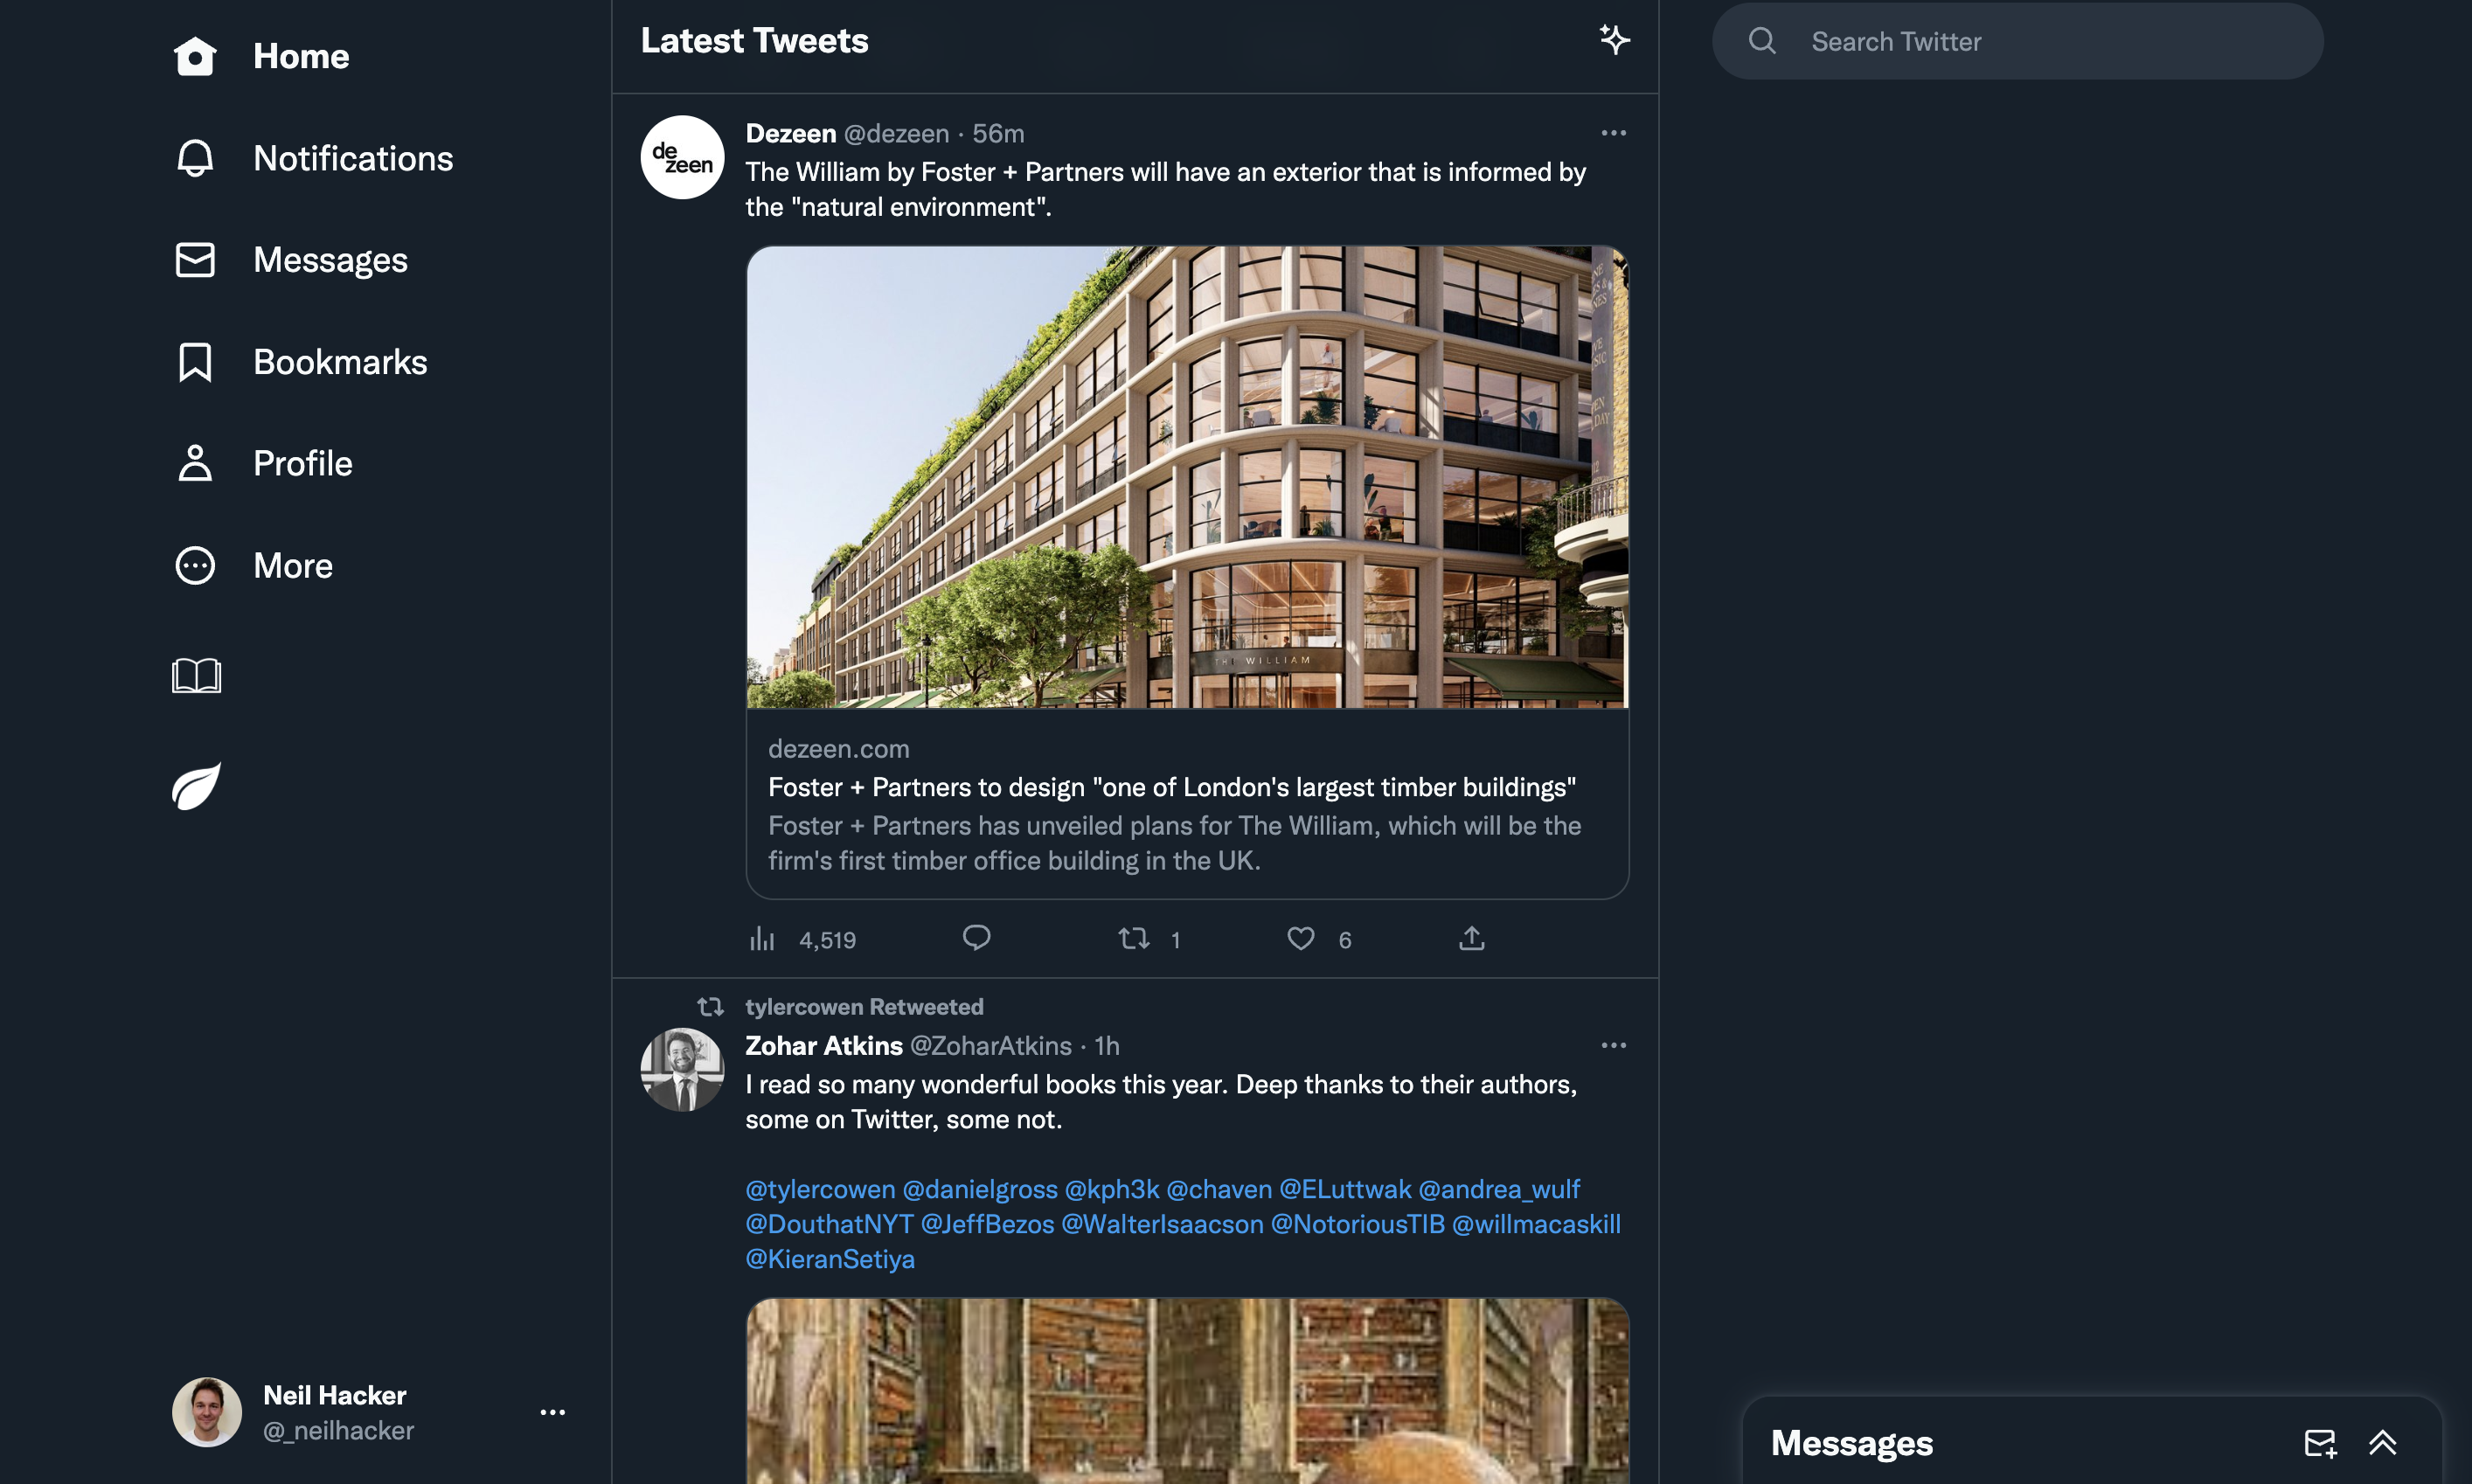 Home
Notifications
Messages
Bookmarks
Profile
More
Neil Hacker
@_neilhacker
Latest Tweets
de
zeen
Dezeen @dezeen · 56m
The William by Foster + Partners will have an exterior that is informed by
the "natural environment".
THE WILLIAM
dezeen.com
Foster + Partners to design "one of London's largest timber buildings"
Foster + Partners has unveiled plans for The William, which will be the
firm's first timber office building in the UK.
4,519
1
6
tylercowen Retweeted
Zohar Atkins @ZoharAtkins · 1h
I read so many wonderful books this year. Deep thanks to their authors,
some on Twitter, some not.
@tylercowen @danielgross @kph3k @chaven @ELuttwak @andrea_wulf
@DouthatNYT @JeffBezos @WalterIsaacson @NotoriousTIB @willmacaskill
@KieranSetiya
Search Twitter
Messages